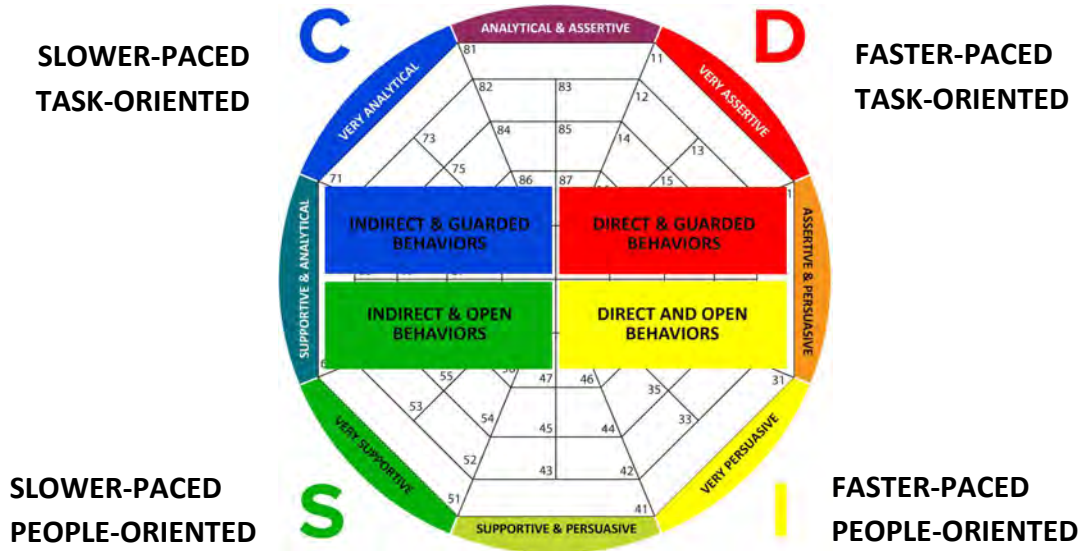 C
D
ANALYTICAL & ASSERTIVE
SLOWER-PACED
TASK-ORIENTED
FASTER-PACED
TASK-ORIENTED
VERY ANALYTICAL
VERY ASSERTIVE
81
11
82
83
12
73
84
85
14
13
75
15
71
86
87
INDIRECT & GUARDED
BEHAVIORS
DIRECT & GUARDED
BEHAVIORS
SUPPORTIVE & ANALYTICAL
ASSERTIVE & PERSUASIVE
INDIRECT & OPEN
BEHAVIORS
DIRECT AND OPEN
BEHAVIORS
55
47
46
35
31
53
54
45
44
33
52
43
42
51
41
VERY SUPPORTIVE
VERY PERSUASIVE
SLOWER-PACED
PEOPLE-ORIENTED
S
I
FASTER-PACED
PEOPLE-ORIENTED
SUPPORTIVE & PERSUASIVE